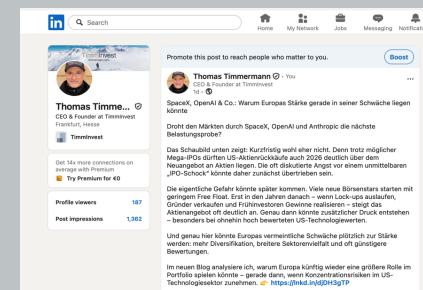 in
Search
Home
My Network
Jobs
Messaging
Notificati
TimmInvest
Thomas Timme...
CEO & Founder at TimmInvest
Frankfurt, Hesse
TimmInvest
Get 14x more connections on
average with Premium
Try Premium for €0
Profile viewers 187
Post impressions 1,362
Promote this post to reach people who matter to you.
Boost
Thomas Timmermann • You
CEO & Founder at TimmInvest
1d •
SpaceX, OpenAI & Co.: Warum Europas Stärke gerade in seiner Schwäche liegen
könnte
Droht den Märkten durch SpaceX, OpenAI und Anthropic die nächste
Belastungsprobe?
Das Schaubild unten zeigt: Kurzfristig wohl eher nicht. Denn trotz möglicher
Mega-IPOs dürften US-Aktienrückkäufe auch 2026 deutlich über dem
Neuangebot an Aktien liegen. Die oft diskutierte Angst vor einem unmittelbaren
„IPO-Schock“ könnte daher zunächst übertrieben sein.
Die eigentliche Gefahr könnte später kommen. Viele neue Börsenstars starten mit
geringem Free Float. Erst in den Jahren danach – wenn Lock-ups auslaufen,
Gründer verkaufen und Frühinvestoren Gewinne realisieren – steigt das
Aktienangebot oft deutlich an. Genau dann könnte zusätzlicher Druck entstehen
– besonders bei ohnehin hoch bewerteten US-Technologiewerten.
Und genau hier könnte Europas vermeintliche Schwäche plötzlich zur Stärke
werden: mehr Diversifikation, breitere Sektorenvielfalt und oft günstigere
Bewertungen.
Im neuen Blog analysiere ich, warum Europa künftig wieder eine größere Rolle im
Portfolio spielen könnte – gerade dann, wenn Konzentrationsrisiken im US-
Technologiesektor zunehmen. 👉 https://lnkd.in/djDH3gTP